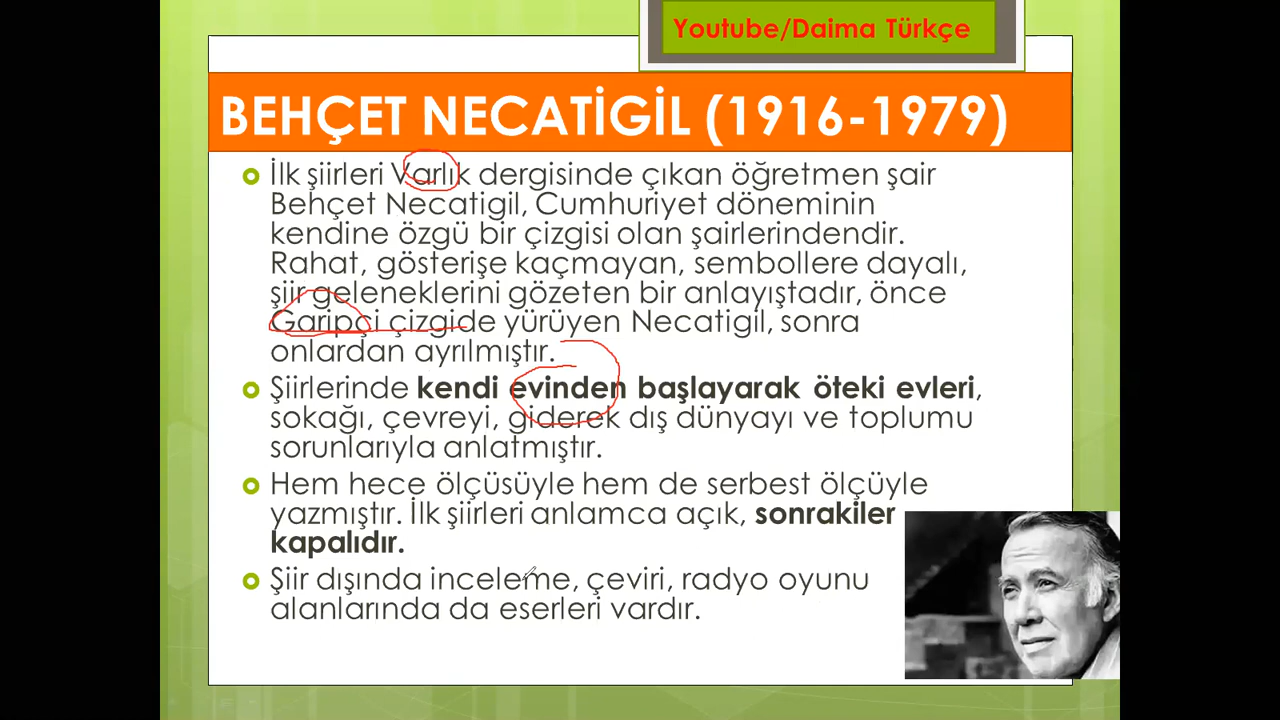 Youtube/Daima Türkçe
BEHÇET NECATİGİL (1916-1979)
İlk şiirleri Varlık dergisinde çıkan öğretmen şair
Behçet Necatigil, Cumhuriyet döneminin
kendine özgü bir çizgisi olan şairlerindendir.
Rahat, gösterişe kaçmayan, sembollere dayalı,
şiir geleneklerini gözeten bir anlayıştadır, önce
Garipçi çizgide yürüyen Necatigil, sonra
onlardan ayrılmıştır.
Şiirlerinde kendi evinden başlayarak öteki evleri,
sokağı, çevreyi, giderek dış dünyayı ve toplumu
sorunlarıyla anlatmıştır.
Hem hece ölçüsüyle hem de serbest ölçüyle
yazmıştır. İlk şiirleri anlamca açık, sonrakiler
kapalıdır.
Şiir dışında inceleme, çeviri, radyo oyunu
alanlarında da eserleri vardır.